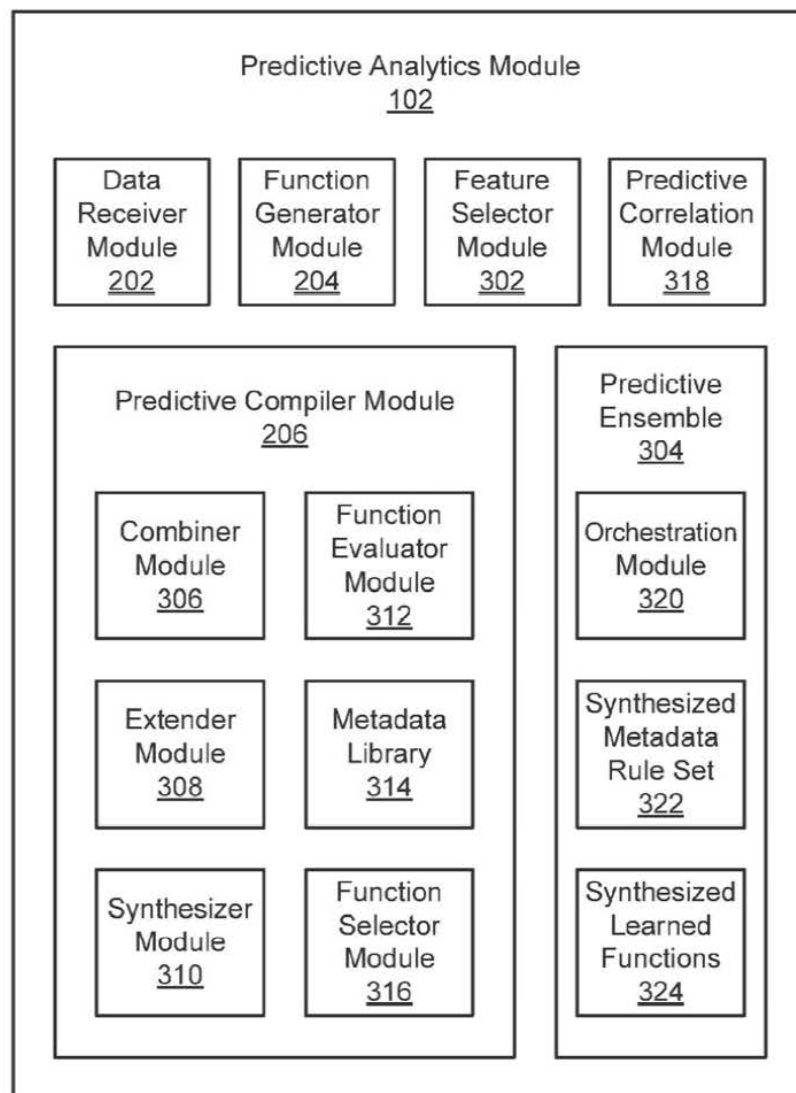 Predictive Analytics Module
102
Data
Receiver
Module
202
Function
Generator
Module
204
Feature
Selector
Module
302
Predictive
Correlation
Module
318
Predictive Compiler Module
206
Combiner
Module
306
Function
Evaluator
Module
312
Extender
Module
308
Metadata
Library
314
Synthesizer
Module
310
Function
Selector
Module
316
Predictive
Ensemble
304
Orchestration
Module
320
Synthesized
Metadata
Rule Set
322
Synthesized
Learned
Functions
324